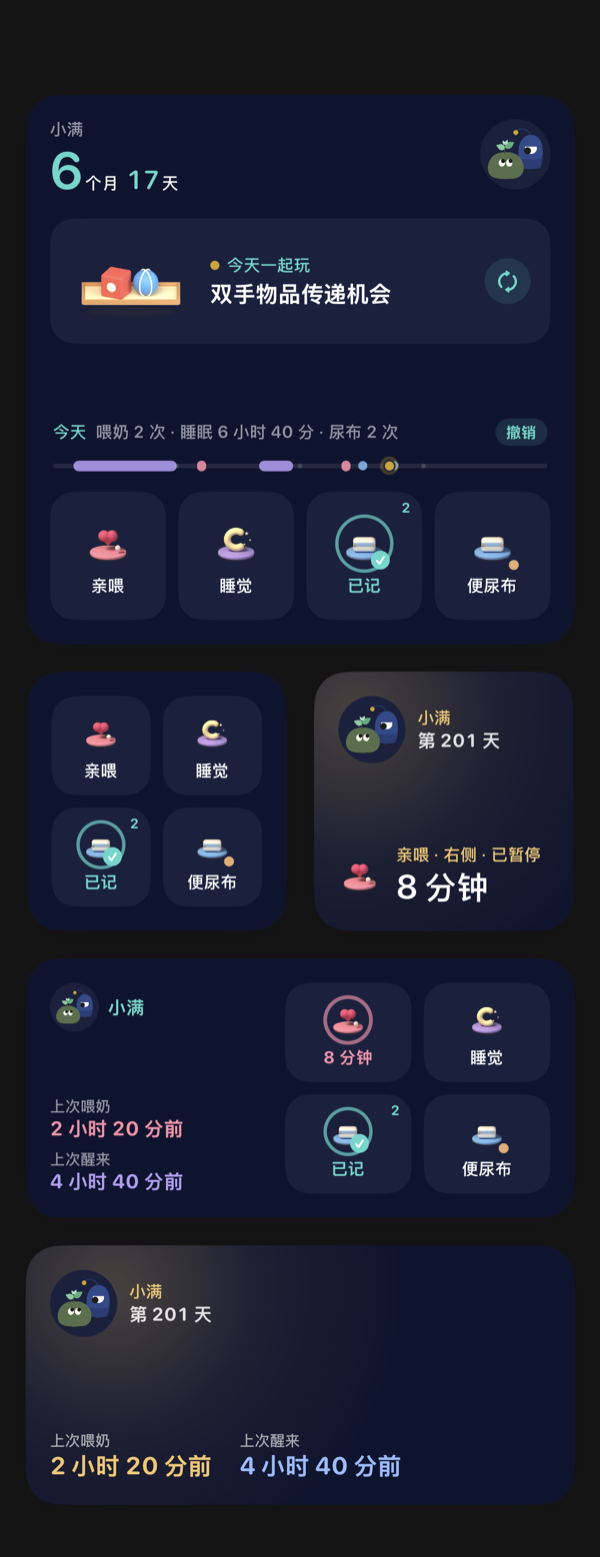 小满
6个月 17天
今天一起玩
双手物品传递机会
今天 喂奶 2 次 · 睡眠 6 小时 40 分 · 尿布 2 次
撤销
亲喂
睡觉
2
已记
便尿布
亲喂
睡觉
2
已记
便尿布
小满
第 201 天
亲喂 · 右侧 · 已暂停
8 分钟
小满
上次喂奶
2 小时 20 分前
上次醒来
4 小时 40 分前
8 分钟
睡觉
2
已记
便尿布
小满
第 201 天
上次喂奶
2 小时 20 分前
上次醒来
4 小时 40 分前